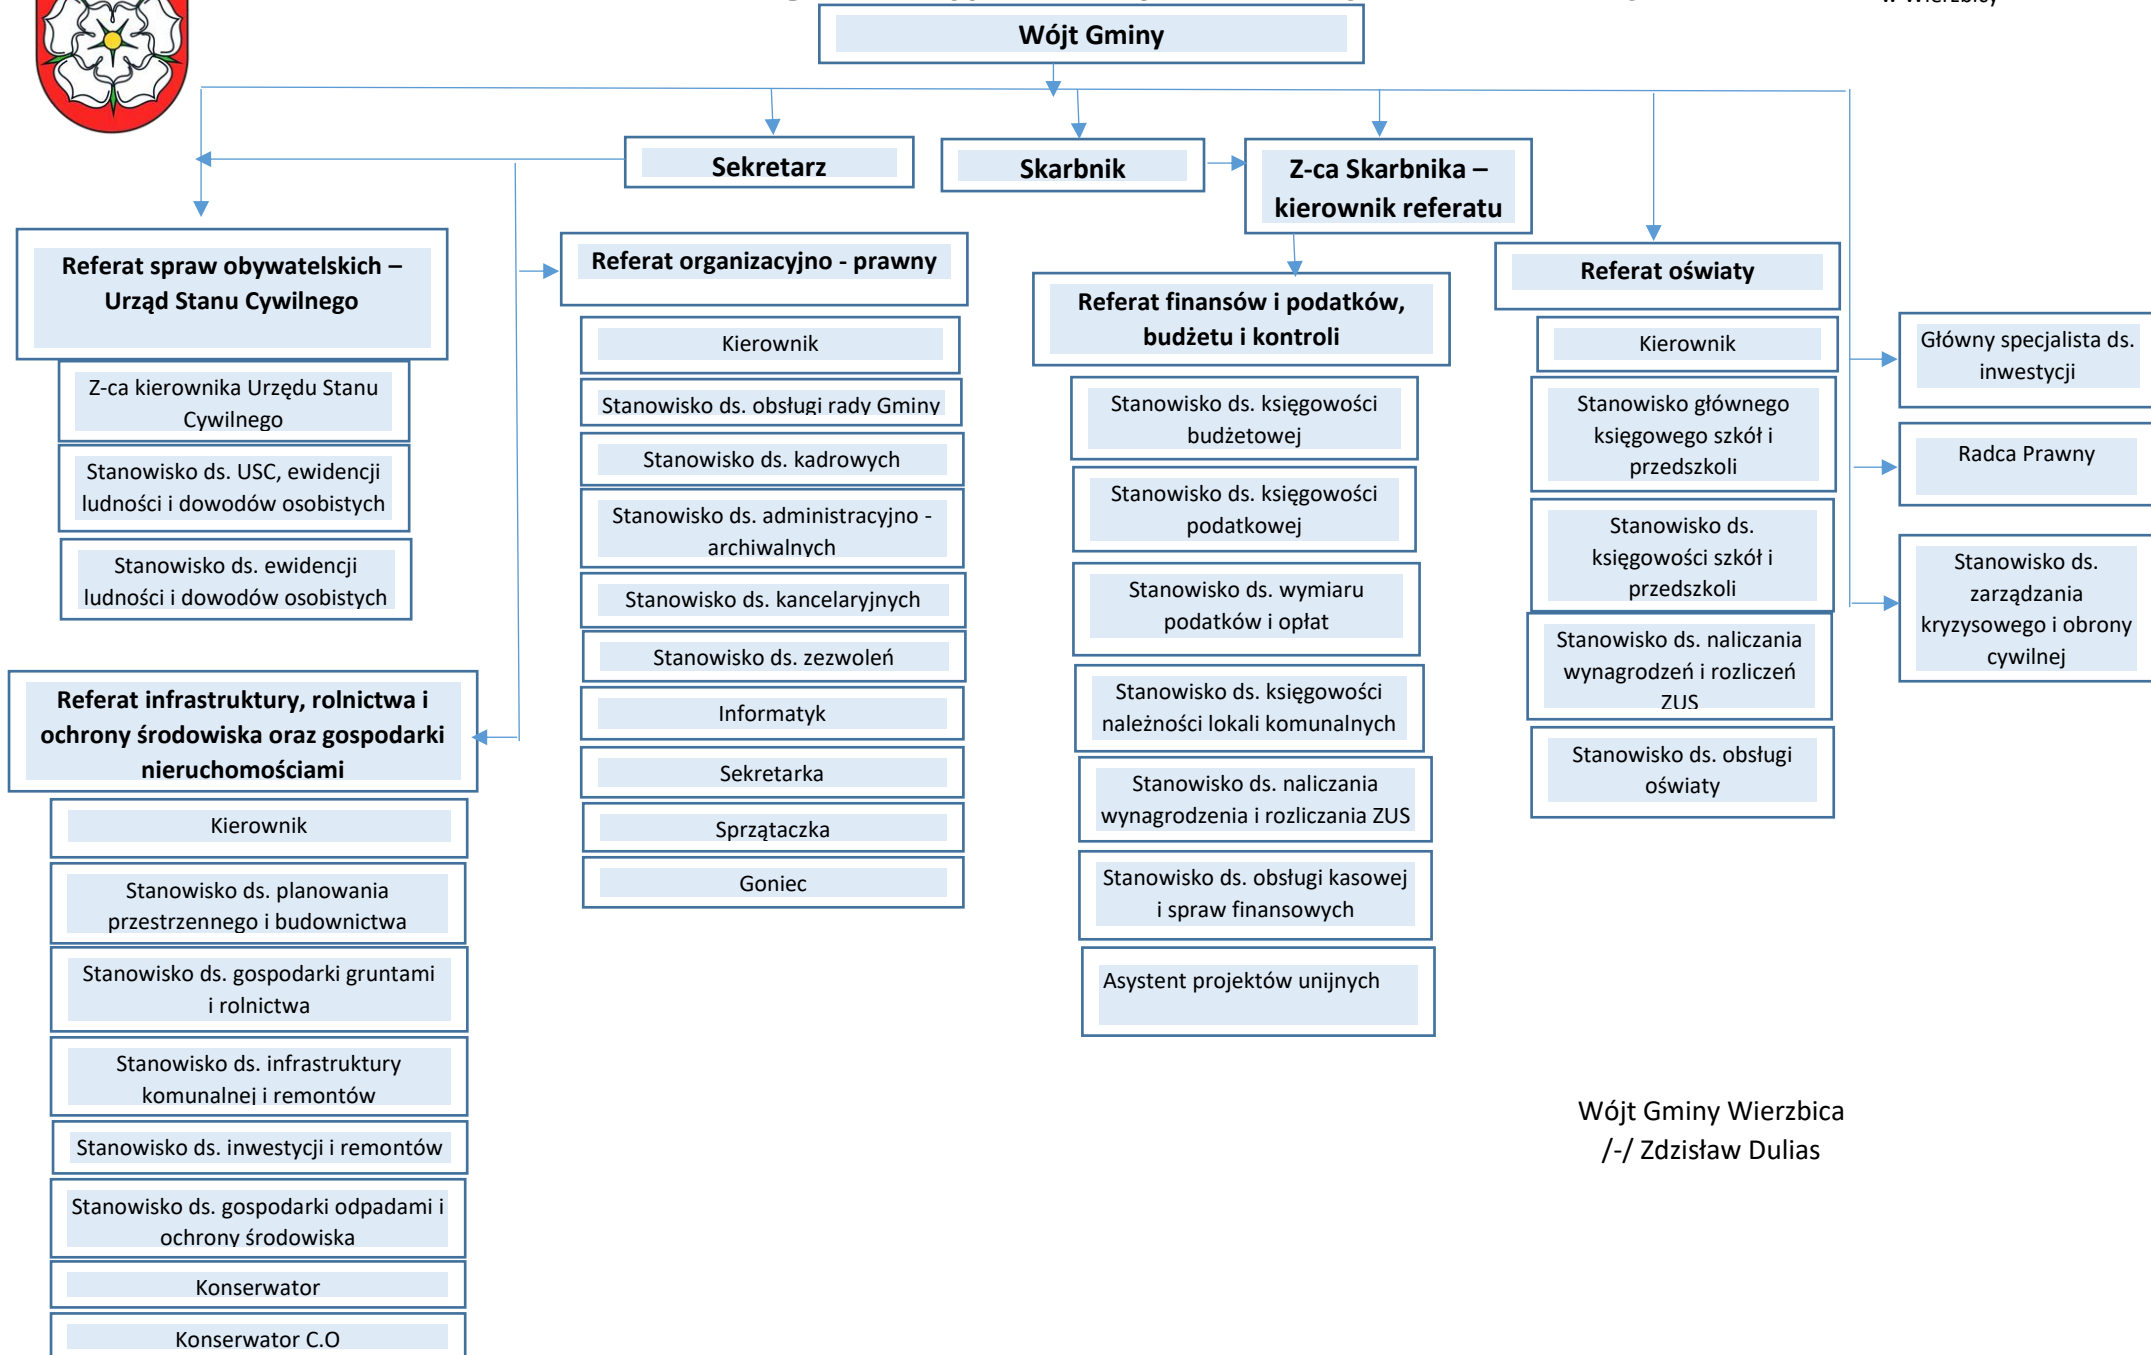 Wójt Gminy
Sekretarz
Skarbnik
Z-ca Skarbnika –
kierownik referatu
Referat spraw obywatelskich –
Urząd Stanu Cywilnego
Z-ca kierownika Urzędu Stanu
Cywilnego
Stanowisko ds. USC, ewidencji
ludności i dowodów osobistych
Stanowisko ds. ewidencji
ludności i dowodów osobistych
Referat infrastruktury, rolnictwa i
ochrony środowiska oraz gospodarki
nieruchomościami
Kierownik
Stanowisko ds. planowania
przestrzennego i budownictwa
Stanowisko ds. gospodarki gruntami
i rolnictwa
Stanowisko ds. infrastruktury
komunalnej i remontów
Stanowisko ds. inwestycji i remontów
Stanowisko ds. gospodarki odpadami i
ochrony środowiska
Konserwator
Konserwator C.O
Referat organizacyjno - prawny
Kierownik
Stanowisko ds. obsługi rady Gminy
Stanowisko ds. kadrowych
Stanowisko ds. administracyjno -
archiwalnych
Stanowisko ds. kancelaryjnych
Stanowisko ds. zezwoleń
Informatyk
Sekretarka
Sprzątaczka
Goniec
Referat finansów i podatków,
budżetu i kontroli
Stanowisko ds. księgowości
budżetowej
Stanowisko ds. księgowości
podatkowej
Stanowisko ds. wymiaru
podatków i opłat
Stanowisko ds. księgowości
należności lokali komunalnych
Stanowisko ds. naliczania
wynagrodzenia i rozliczania ZUS
Stanowisko ds. obsługi kasowej
i spraw finansowych
Asystent projektów unijnych
Referat oświaty
Kierownik
Stanowisko głównego
księgowego szkół i
przedszkoli
Stanowisko ds.
księgowości szkół i
przedszkoli
Stanowisko ds. naliczania
wynagrodzeń i rozliczeń
ZUS
Stanowisko ds. obsługi
oświaty
Główny specjalista ds.
inwestycji
Radca Prawny
Stanowisko ds.
zarządzania
kryzysowego i obrony
cywilnej
Wójt Gminy Wierzbica
/-/ Zdzisław Dulias